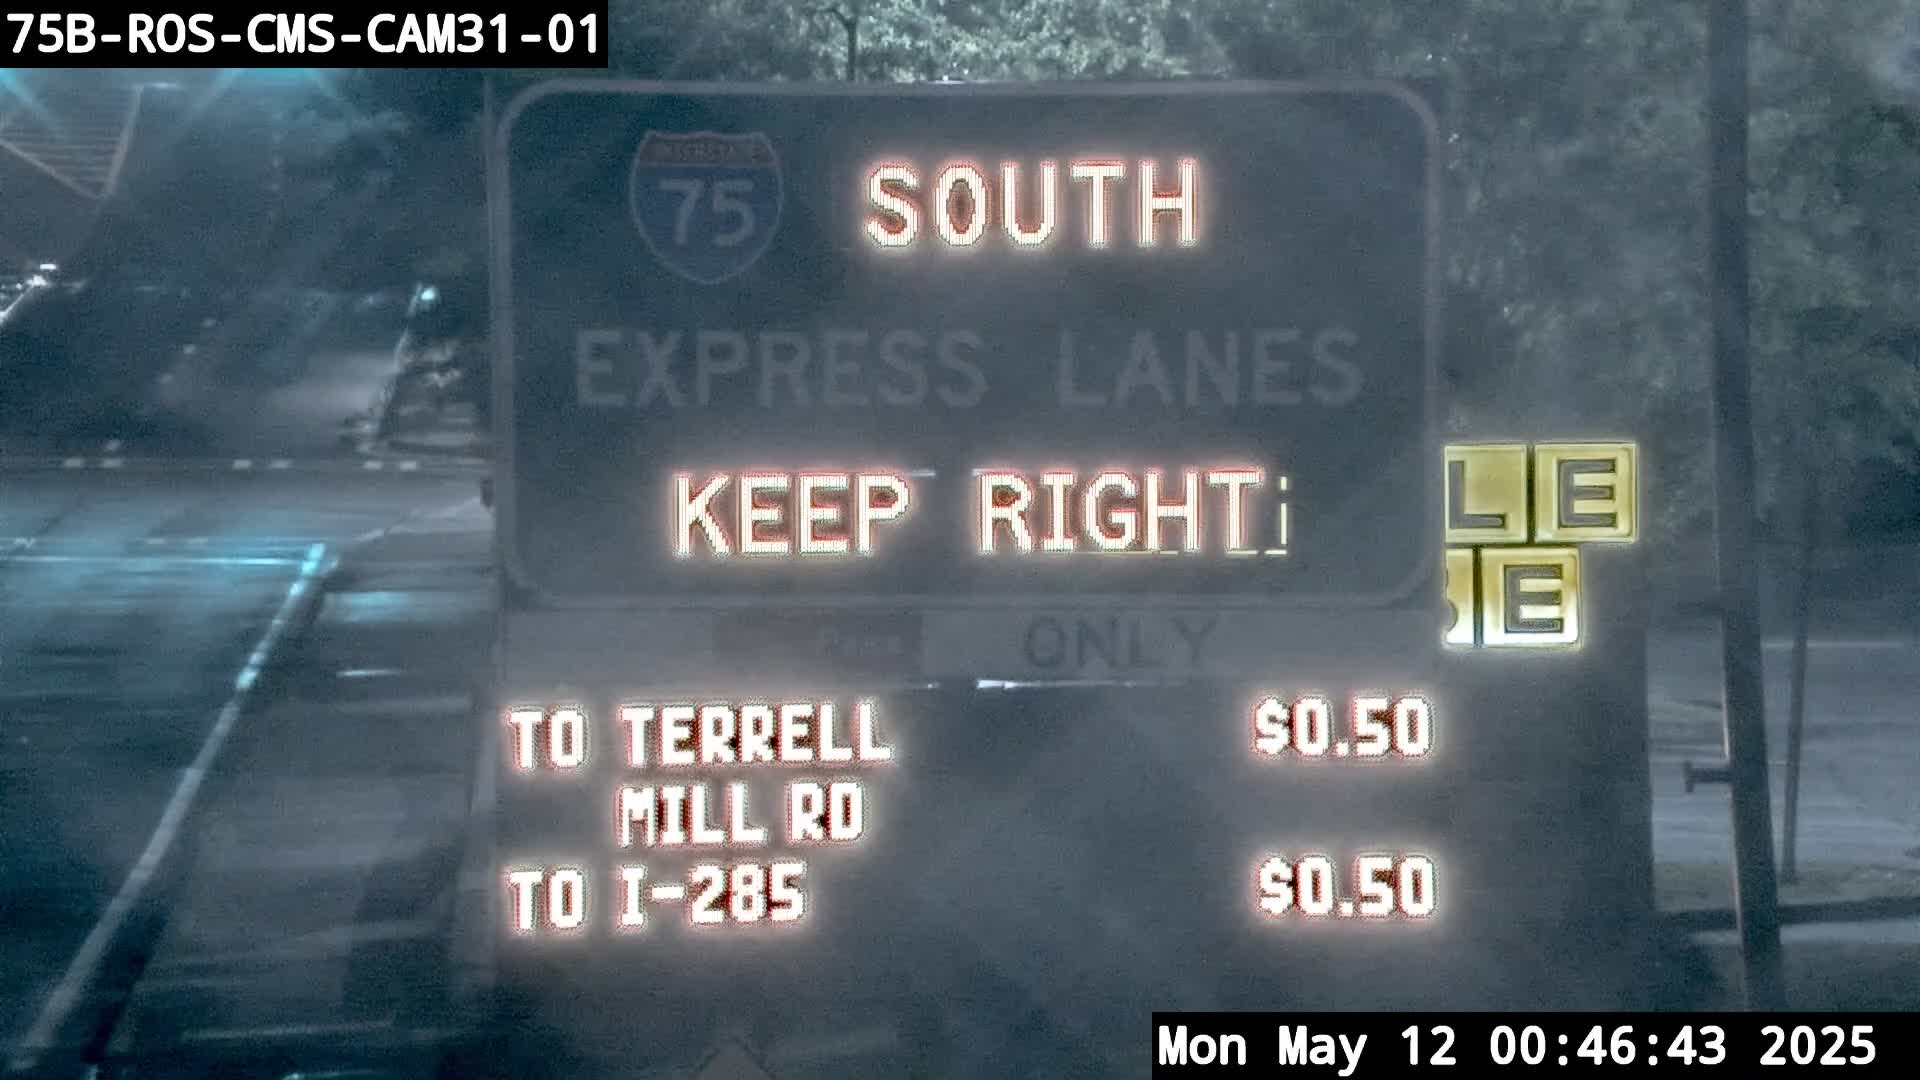 75B-ROS-CMS-CAM31-01
INTERSTATE
75
SOUTH
EXPRESS LANES
KEEP RIGHT
LE
E
ONLY
TO TERRELL $0.50
MILL RD
TO I-285 $0.50
Mon May 12 00:46:43 2025